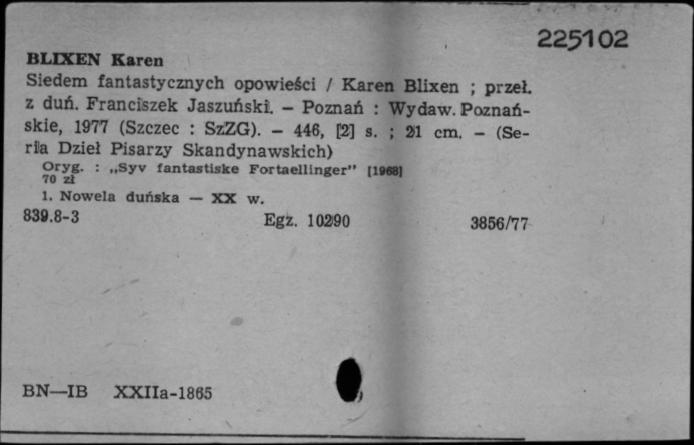 225102
BLIXEN Karen
Siedem fantastycznych opowieści / Karen Blixen ; przeł.
z duń. Franciszek Jaszuński. — Poznań : Wydaw. Poznań-
skie, 1977 (Szczec : SzZG). — 446, [2] s. ; 21 cm. — (Se-
ria Dzieł Pisarzy Skandynawskich)
Oryg. : „Syv fantastiske Fortaellinger" [1968]
70 zł
1. Nowela duńska — XX w.
839.8-3 Egz. 10290 3856/77
BN—IB XXIIa-1865